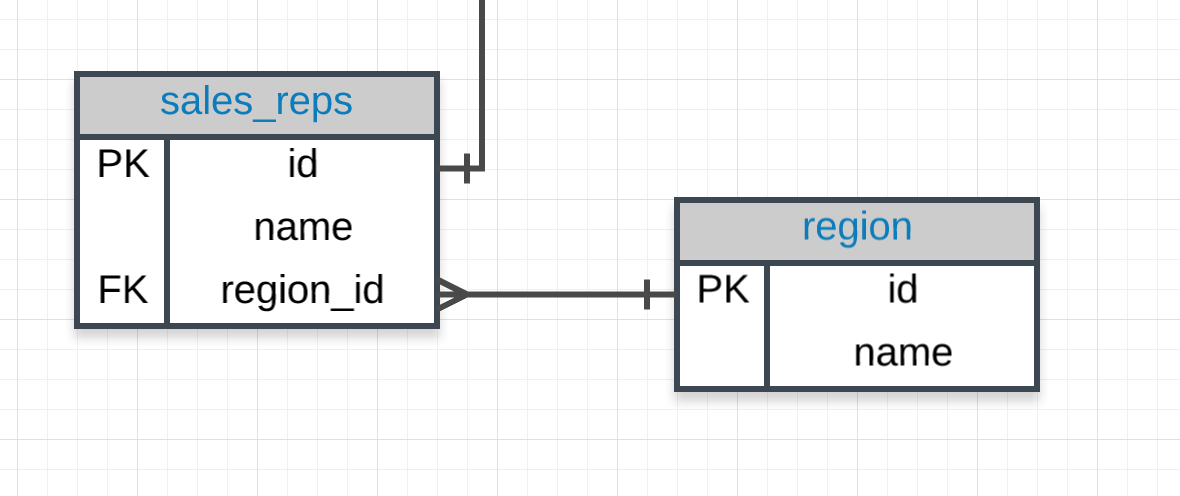 sales_reps
PK id
name
FK region_id
region
PK id
name